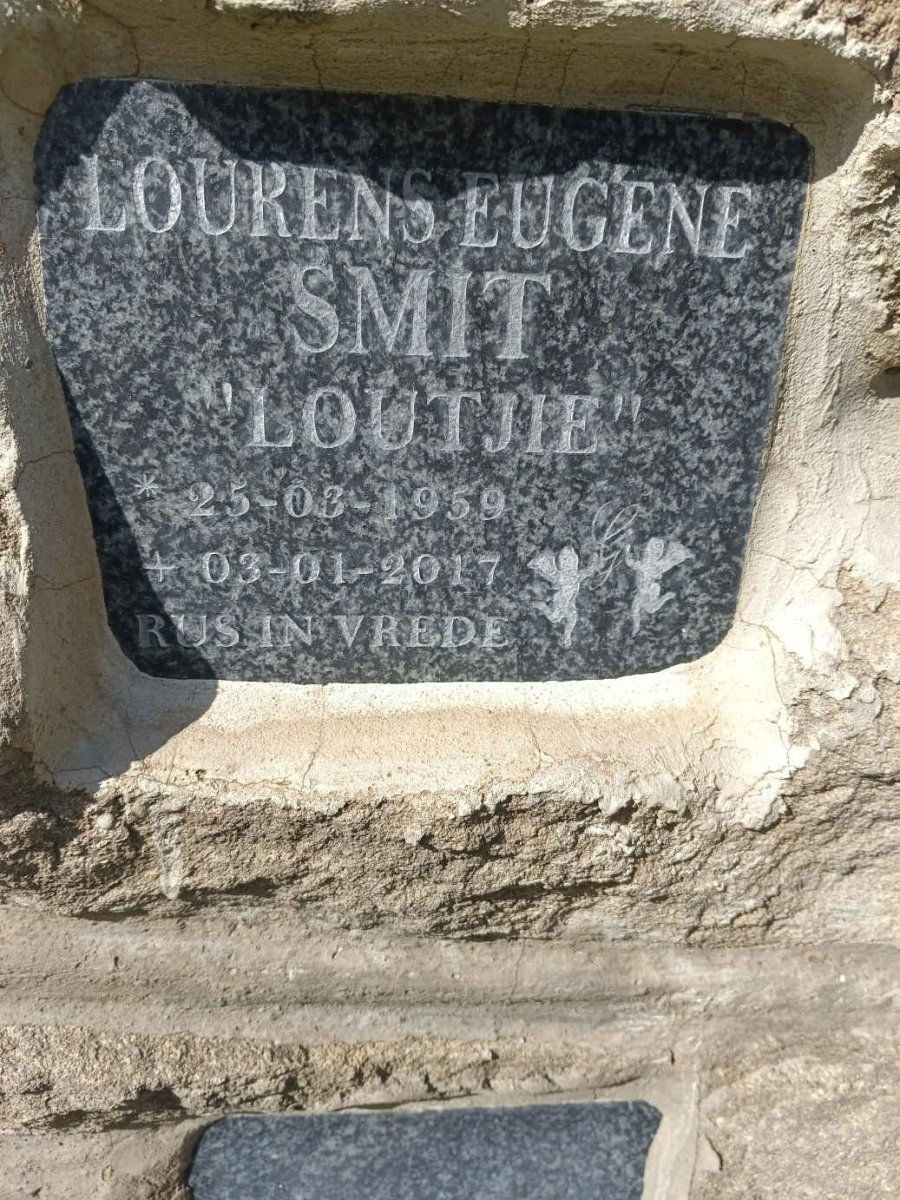 LOURENS EUGENE
SMIT
"LOUTJIE"
* 25-03-1959
+ 03-01-2017
RUS IN VREDE
G